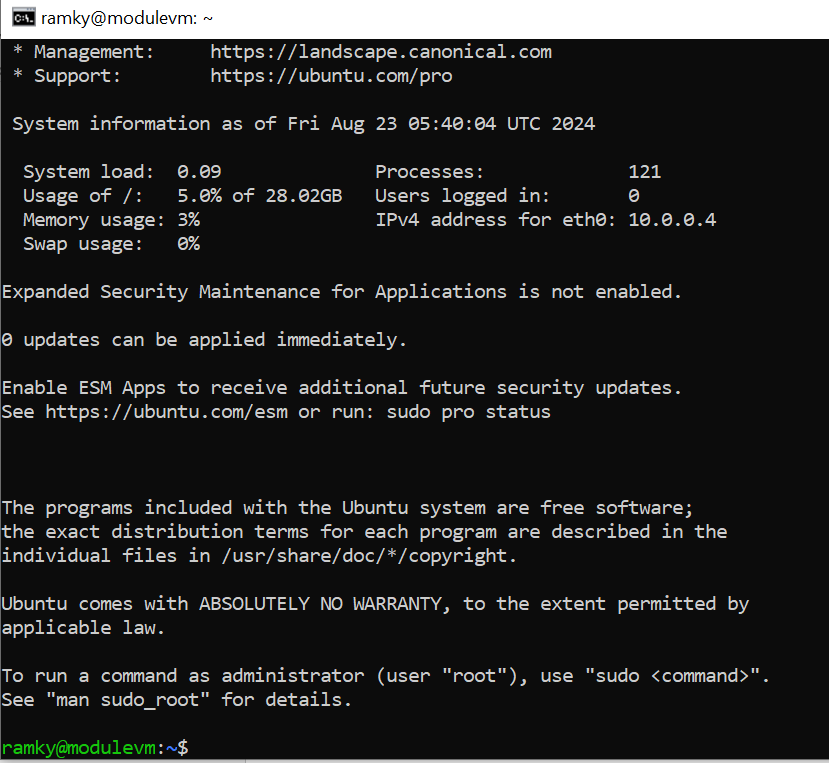 ramky@modulevm: ~
* Management:     https://landscape.canonical.com
* Support:        https://ubuntu.com/pro
System information as of Fri Aug 23 05:40:04 UTC 2024
System load:  0.09              Processes:             121
Usage of /:   5.0% of 28.02GB   Users logged in:       0
Memory usage: 3%                IPv4 address for eth0: 10.0.0.4
Swap usage:   0%
Expanded Security Maintenance for Applications is not enabled.
0 updates can be applied immediately.
Enable ESM Apps to receive additional future security updates.
See https://ubuntu.com/esm or run: sudo pro status
The programs included with the Ubuntu system are free software;
the exact distribution terms for each program are described in the
individual files in /usr/share/doc/*/copyright.
Ubuntu comes with ABSOLUTELY NO WARRANTY, to the extent permitted by
applicable law.
To run a command as administrator (user "root"), use "sudo <command>".
See "man sudo_root" for details.
ramky@modulevm:~$